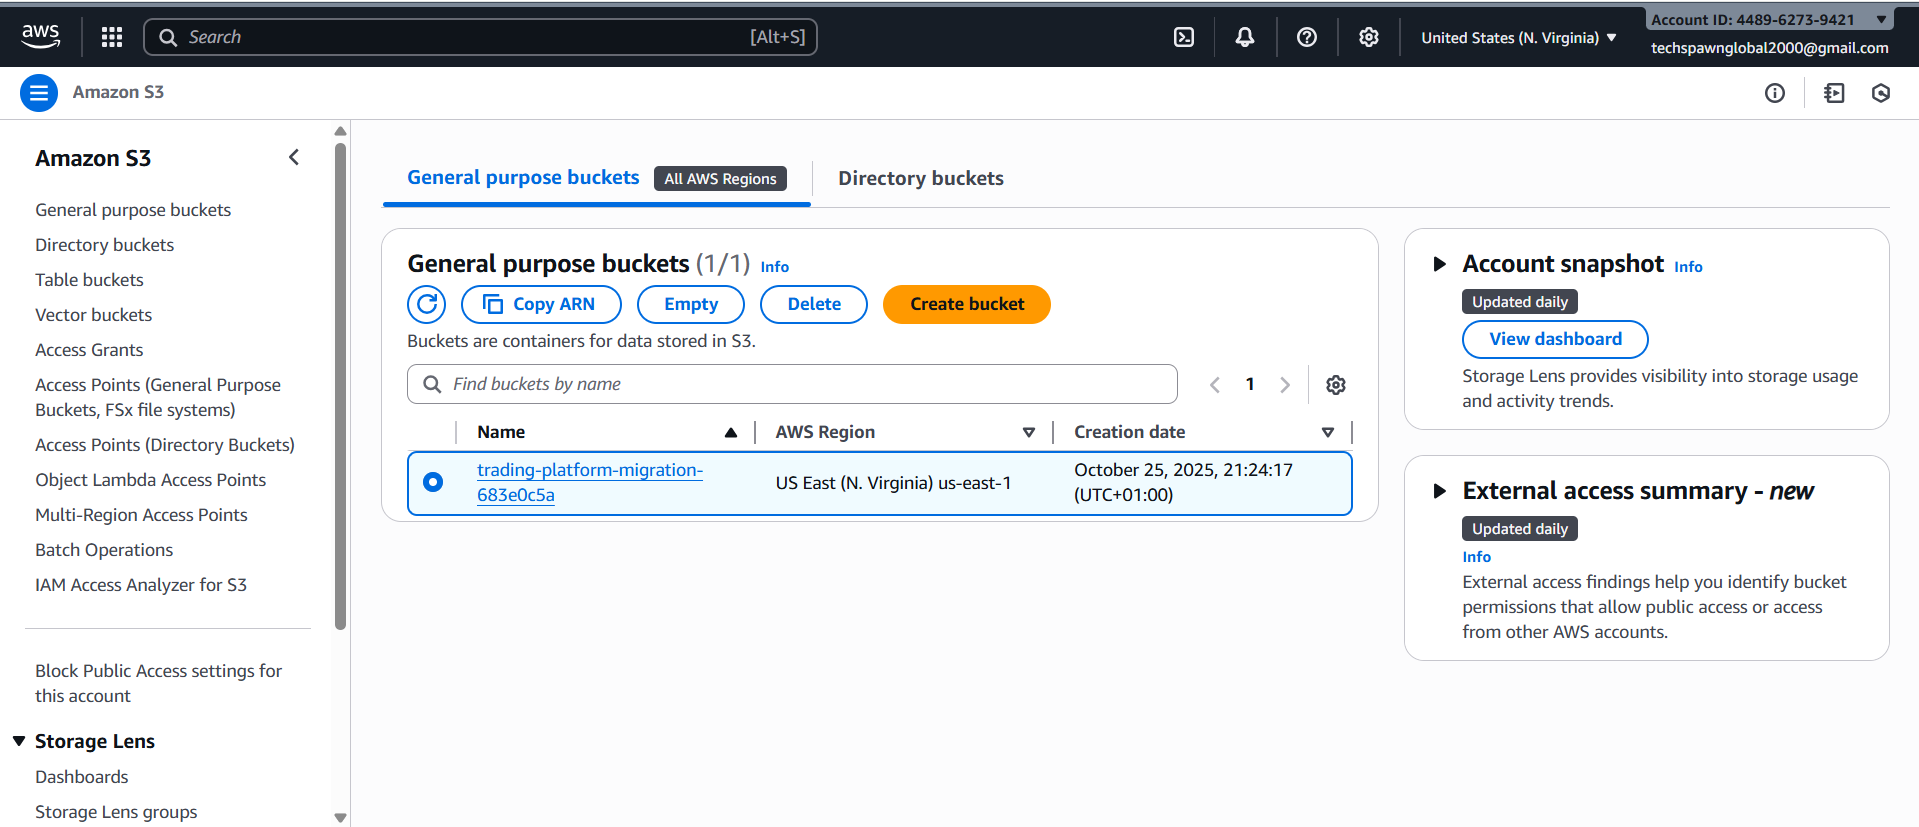 aws
Search [Alt+S]
United States (N. Virginia)
Account ID: 4489-6273-9421
techspawnglobal2000@gmail.com
Amazon S3
Amazon S3
General purpose buckets
Directory buckets
Table buckets
Vector buckets
Access Grants
Access Points (General Purpose
Buckets, FSx file systems)
Access Points (Directory Buckets)
Object Lambda Access Points
Multi-Region Access Points
Batch Operations
IAM Access Analyzer for S3
Block Public Access settings for
this account
Storage Lens
Dashboards
Storage Lens groups
General purpose buckets All AWS Regions
Directory buckets
General purpose buckets (1/1) Info
Copy ARN
Empty
Delete
Create bucket
Buckets are containers for data stored in S3.
Find buckets by name
1
Name AWS Region Creation date
trading-platform-migration-
683e0c5a
US East (N. Virginia) us-east-1
October 25, 2025, 21:24:17
(UTC+01:00)
Account snapshot Info
Updated daily
View dashboard
Storage Lens provides visibility into storage usage
and activity trends.
External access summary - new
Updated daily
Info
External access findings help you identify bucket
permissions that allow public access or access
from other AWS accounts.